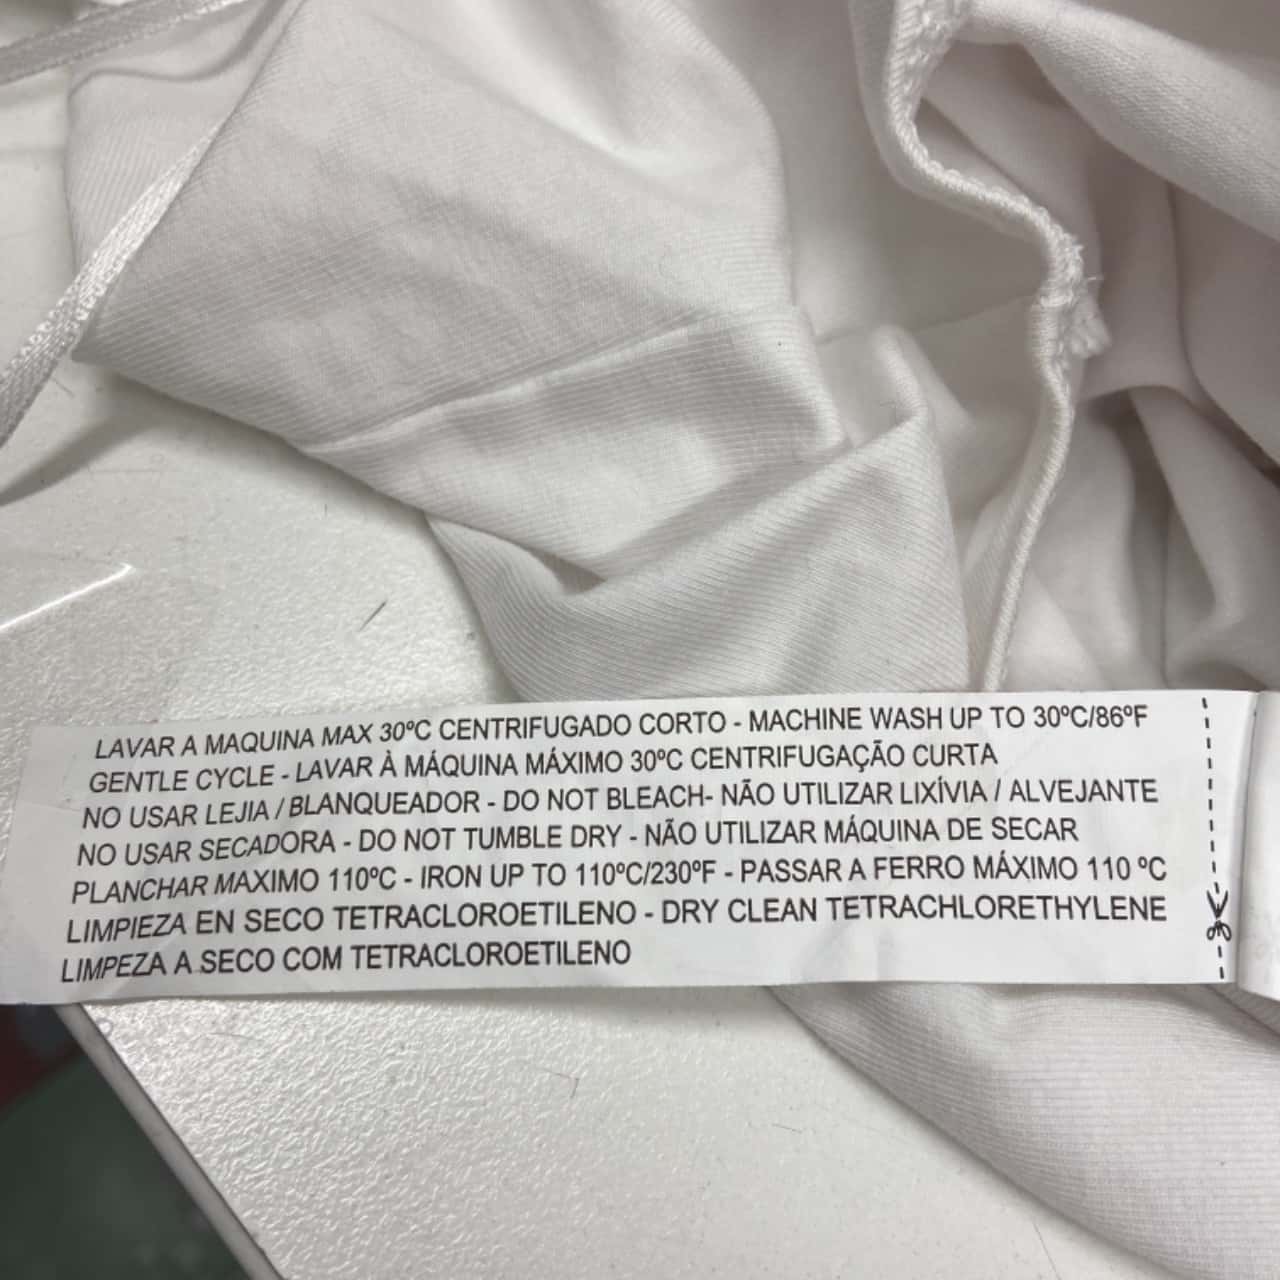 LAVAR A MAQUINA MAX 30ºC CENTRIFUGADO CORTO - MACHINE WASH UP TO 30ºC/86ºF
GENTLE CYCLE - LAVAR À MÁQUINA MÁXIMO 30ºC CENTRIFUGAÇÃO CURTA
NO USAR LEJIA / BLANQUEADOR - DO NOT BLEACH- NÃO UTILIZAR LIXÍVIA / ALVEJANTE
NO USAR SECADORA - DO NOT TUMBLE DRY - NÃO UTILIZAR MÁQUINA DE SECAR
PLANCHAR MAXIMO 110ºC - IRON UP TO 110ºC/230ºF - PASSAR A FERRO MÁXIMO 110 ºC
LIMPIEZA EN SECO TETRACLOROETILENO - DRY CLEAN TETRACHLORETHYLENE
LIMPEZA A SECO COM TETRACLOROETILENO